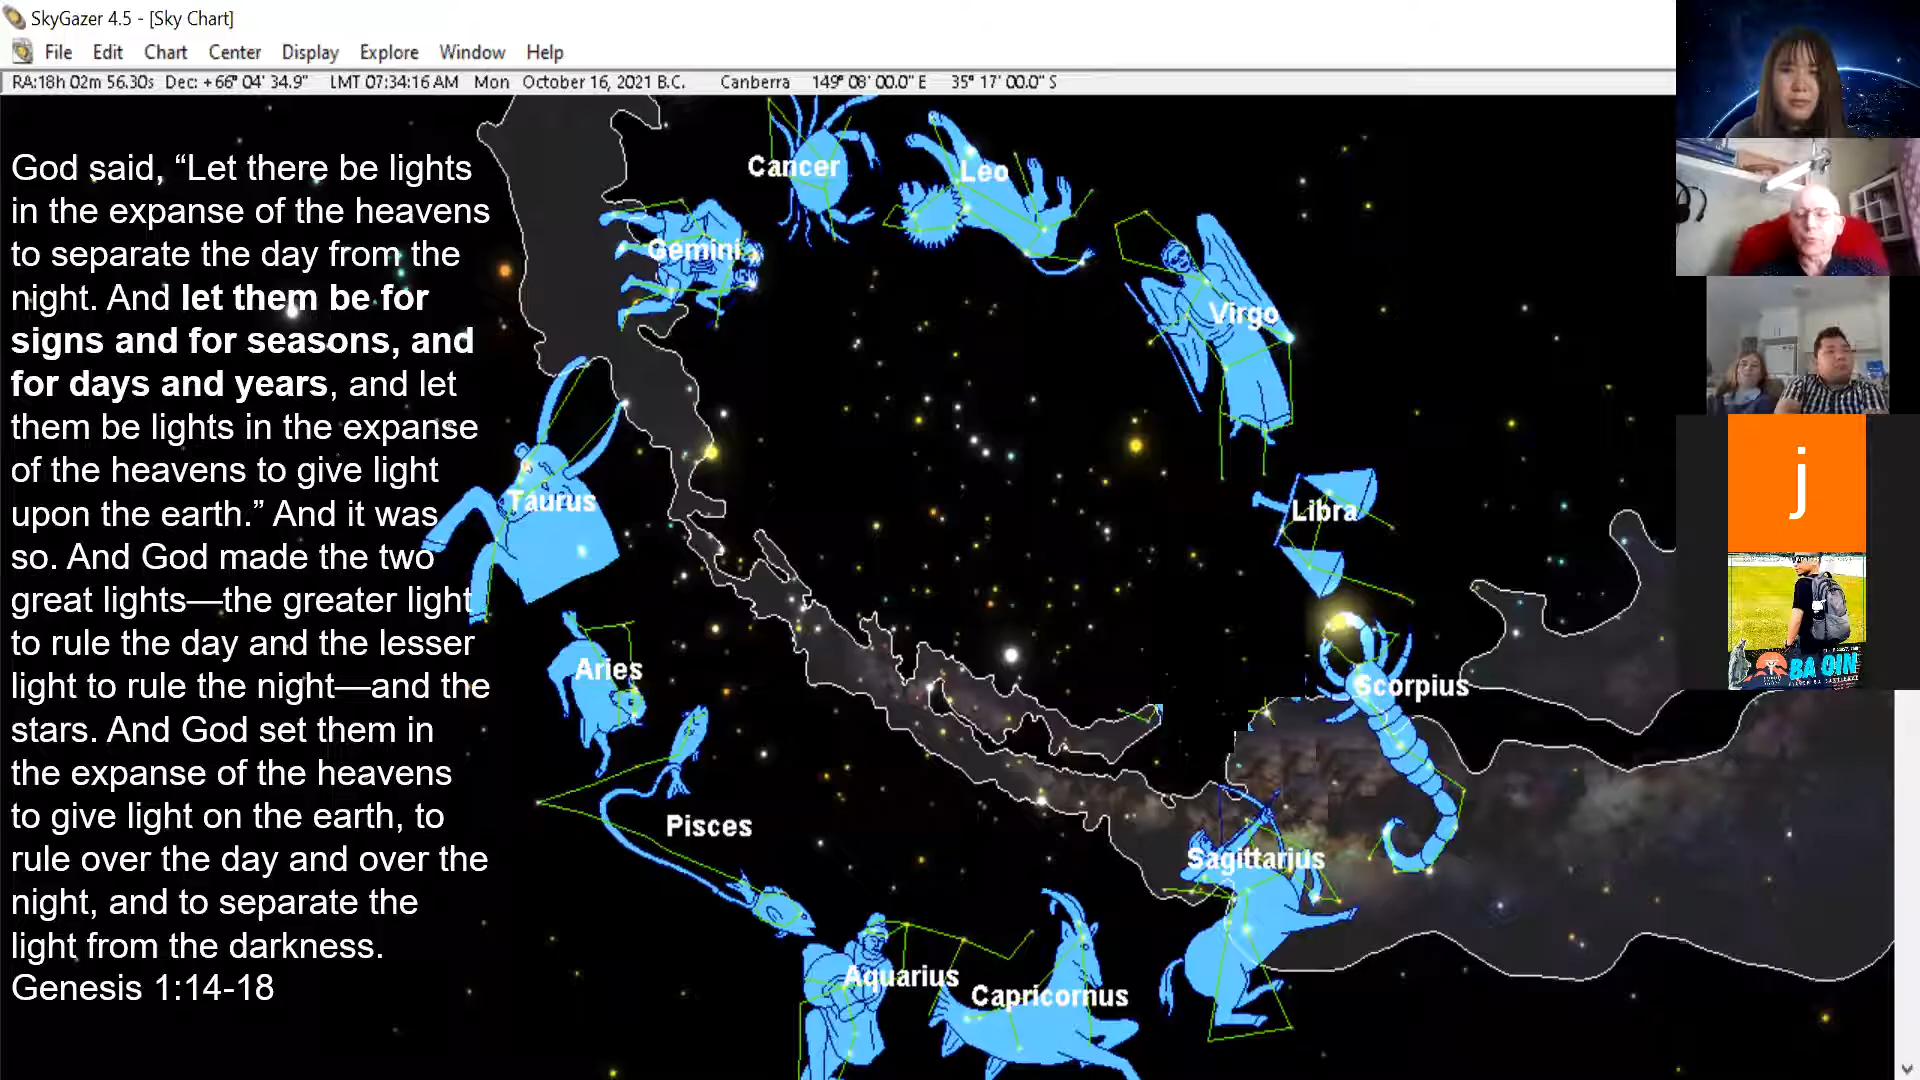 SkyGazer 4.5 - [Sky Chart]
File Edit Chart Center Display Explore Window Help
RA:18h 02m 56.30s Dec: +66° 04' 34.9" LMT 07:34:16 AM Mon October 16, 2021 B.C. Canberra 149° 08' 00.0" E 35° 17' 00.0" S
God said, “Let there be lights
in the expanse of the heavens
to separate the day from the
night. And let them be for
signs and for seasons, and
for days and years, and let
them be lights in the expanse
of the heavens to give light
upon the earth.” And it was
so. And God made the two
great lights—the greater light
to rule the day and the lesser
light to rule the night—and the
stars. And God set them in
the expanse of the heavens
to give light on the earth, to
rule over the day and over the
night, and to separate the
light from the darkness.
Genesis 1:14-18
Cancer
Leo
Gemini
Virgo
Taurus
Libra
Aries
Scorpius
Pisces
Sagittarius
Aquarius
Capricornus
j
BA QIN